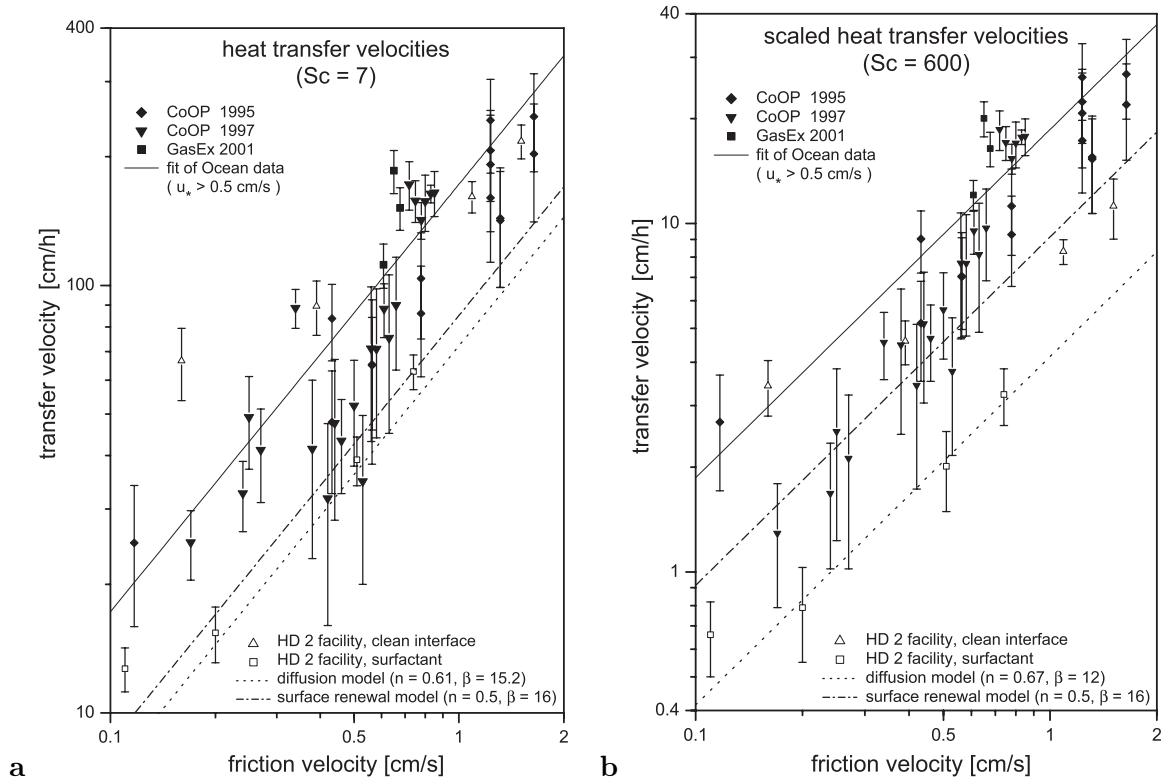 heat transfer velocities
(Sc = 7)
CoOP 1995
CoOP 1997
GasEx 2001
fit of Ocean data
( u* > 0.5 cm/s )
400
100
10
transfer velocity [cm/h]
HD 2 facility, clean interface
HD 2 facility, surfactant
diffusion model (n = 0.61, β = 15.2)
surface renewal model (n = 0.5, β = 16)
0.1 0.5 1 2
friction velocity [cm/s]
a
scaled heat transfer velocities
(Sc = 600)
CoOP 1995
CoOP 1997
GasEx 2001
fit of Ocean data
( u* > 0.5 cm/s )
40
10
1
0.4
transfer velocity [cm/h]
HD 2 facility, clean interface
HD 2 facility, surfactant
diffusion model (n = 0.67, β = 12)
surface renewal model (n = 0.5, β = 16)
0.1 0.5 1 2
friction velocity [cm/s]
b